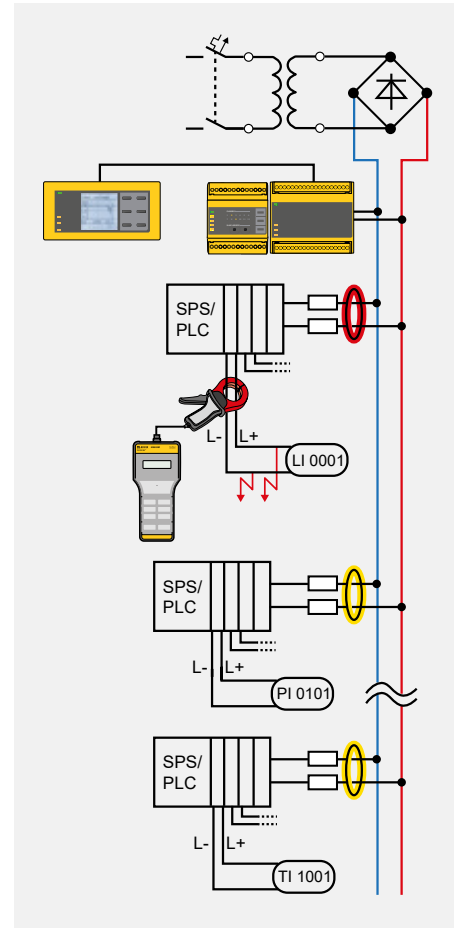 SPS/
PLC
L- L+
LI 0001
SPS/
PLC
L- L+
PI 0101
SPS/
PLC
L- L+
TI 1001